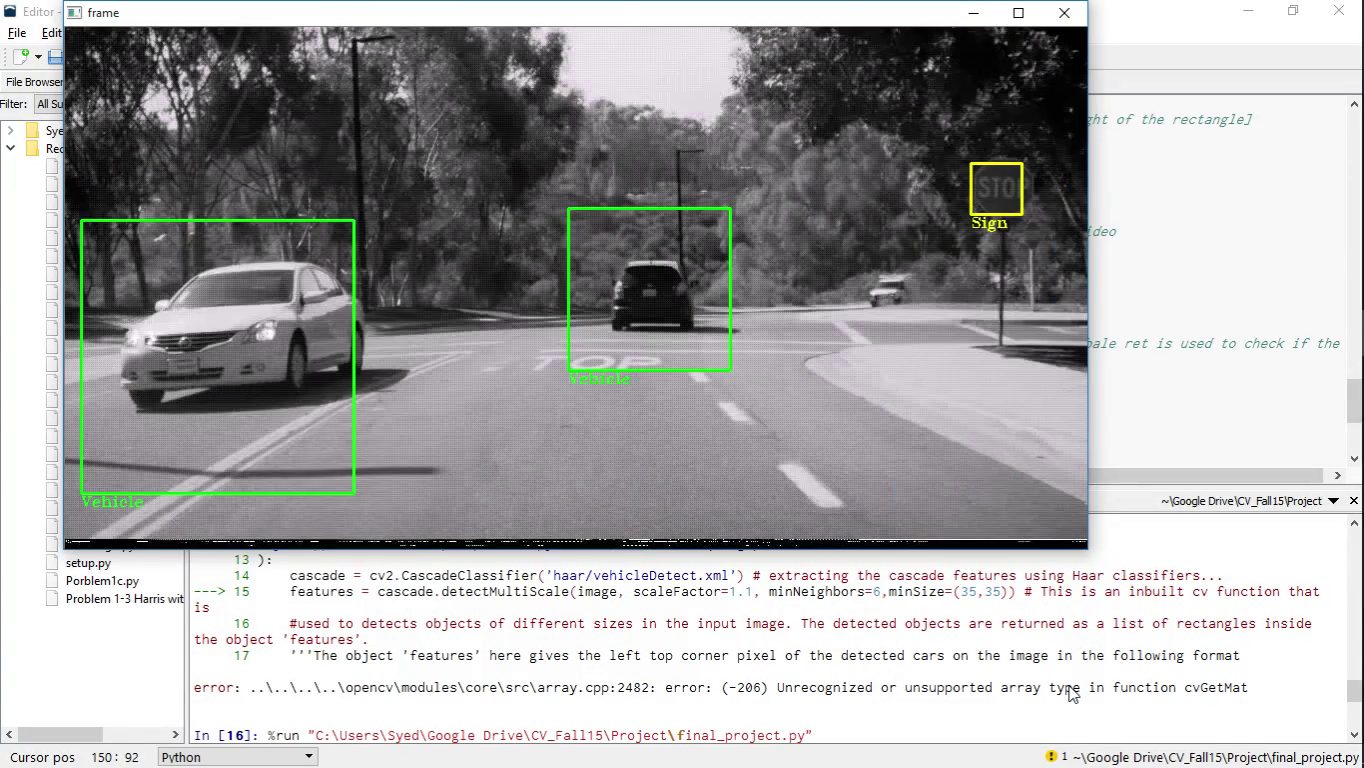 Editor -
frame
File Edit
File Browser
Filter: All Su
Sye
Rec
ght of the rectangle]
ideo
bale ret is used to check if the
STOP
Sign
TOP
Vehicle
Vehicle
~\Google Drive\CV_Fall15\Project
setup.py
Porblem1c.py
Problem 1-3 Harris wit
13 ):
14 cascade = cv2.CascadeClassifier('haar/vehicleDetect.xml') # extracting the cascade features using Haar classifiers...
---> 15 features = cascade.detectMultiScale(image, scaleFactor=1.1, minNeighbors=6,minSize=(35,35)) # This is an inbuilt cv function that
is
16 #used to detects objects of different sizes in the input image. The detected objects are returned as a list of rectangles inside
the object 'features'.
17 '''The object 'features' here gives the left top corner pixel of the detected cars on the image in the following format
error: ..\..\..\..\opencv\modules\core\src\array.cpp:2482: error: (-206) Unrecognized or unsupported array type in function cvGetMat
In [16]: %run "C:\Users\Syed\Google Drive\CV_Fall15\Project\final_project.py"
Cursor pos 150: 92 Python 1 ~\Google Drive\CV_Fall15\Project\final_project.py